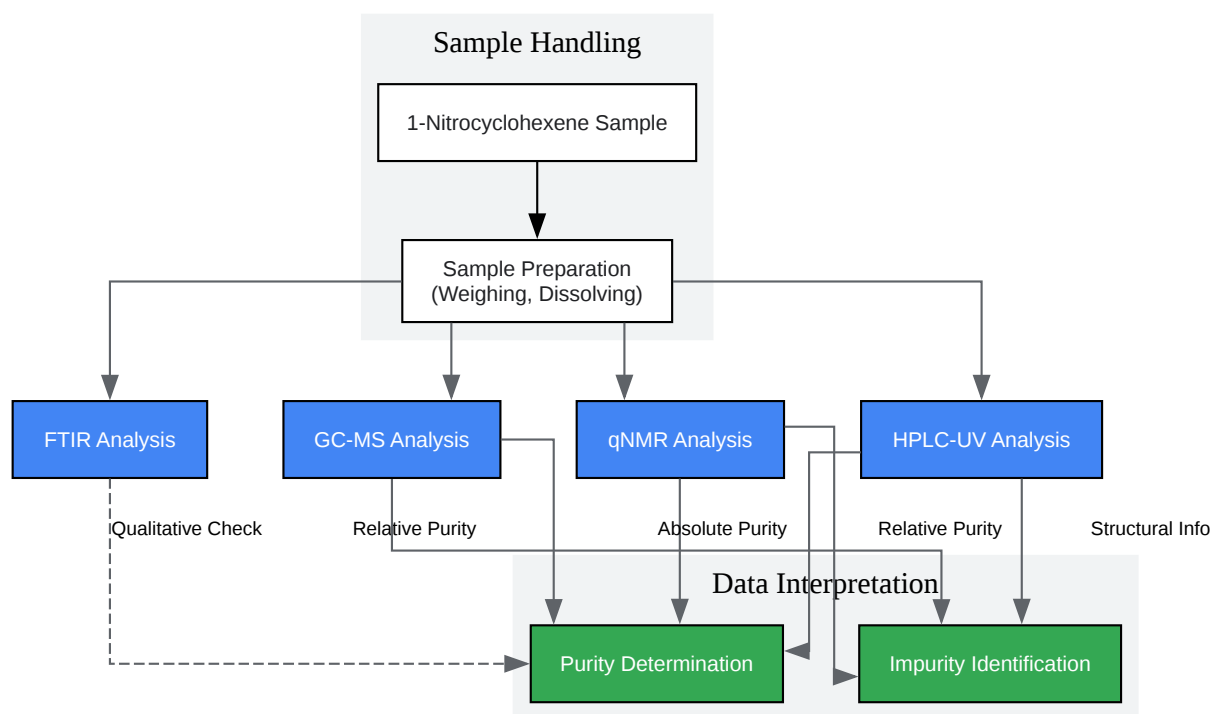 Sample Handling
1-Nitrocyclohexene Sample
Sample Preparation
(Weighing, Dissolving)
FTIR Analysis
GC-MS Analysis
qNMR Analysis
HPLC-UV Analysis
Qualitative Check
Relative Purity
Absolute Purity
Relative Purity
Structural Info
Data Interpretation
Purity Determination
Impurity Identification